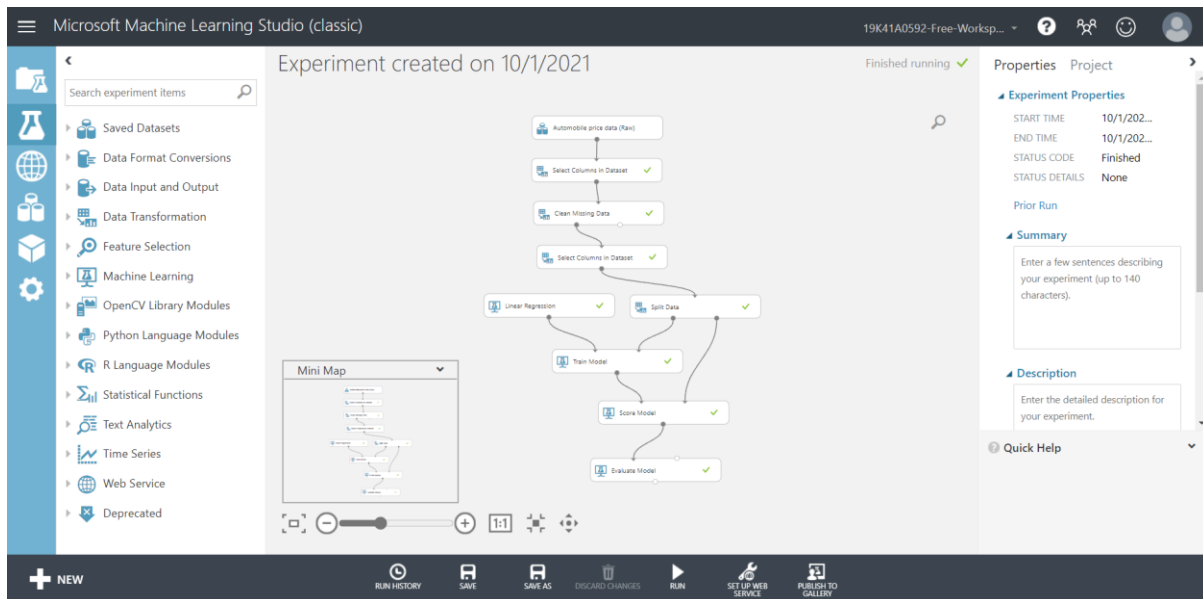 Microsoft Machine Learning Studio (classic)
19K41A0592-Free-Worksp...
?
Search experiment items
Saved Datasets
Data Format Conversions
Data Input and Output
Data Transformation
Feature Selection
Machine Learning
OpenCV Library Modules
Python Language Modules
R Language Modules
Statistical Functions
Text Analytics
Time Series
Web Service
Deprecated
Experiment created on 10/1/2021
Finished running
Automobile price data (Raw)
Select Columns in Dataset
Clean Missing Data
Select Columns in Dataset
Linear Regression
Split Data
Train Model
Score Model
Evaluate Model
Mini Map
1:1
Properties Project
Experiment Properties
START TIME 10/1/202...
END TIME 10/1/202...
STATUS CODE Finished
STATUS DETAILS None
Prior Run
Summary
Enter a few sentences describing
your experiment (up to 140
characters).
Description
Enter the detailed description for
your experiment.
Quick Help
NEW
RUN HISTORY
SAVE
SAVE AS
DISCARD CHANGES
RUN
SET UP WEB
SERVICE
PUBLISH TO
GALLERY